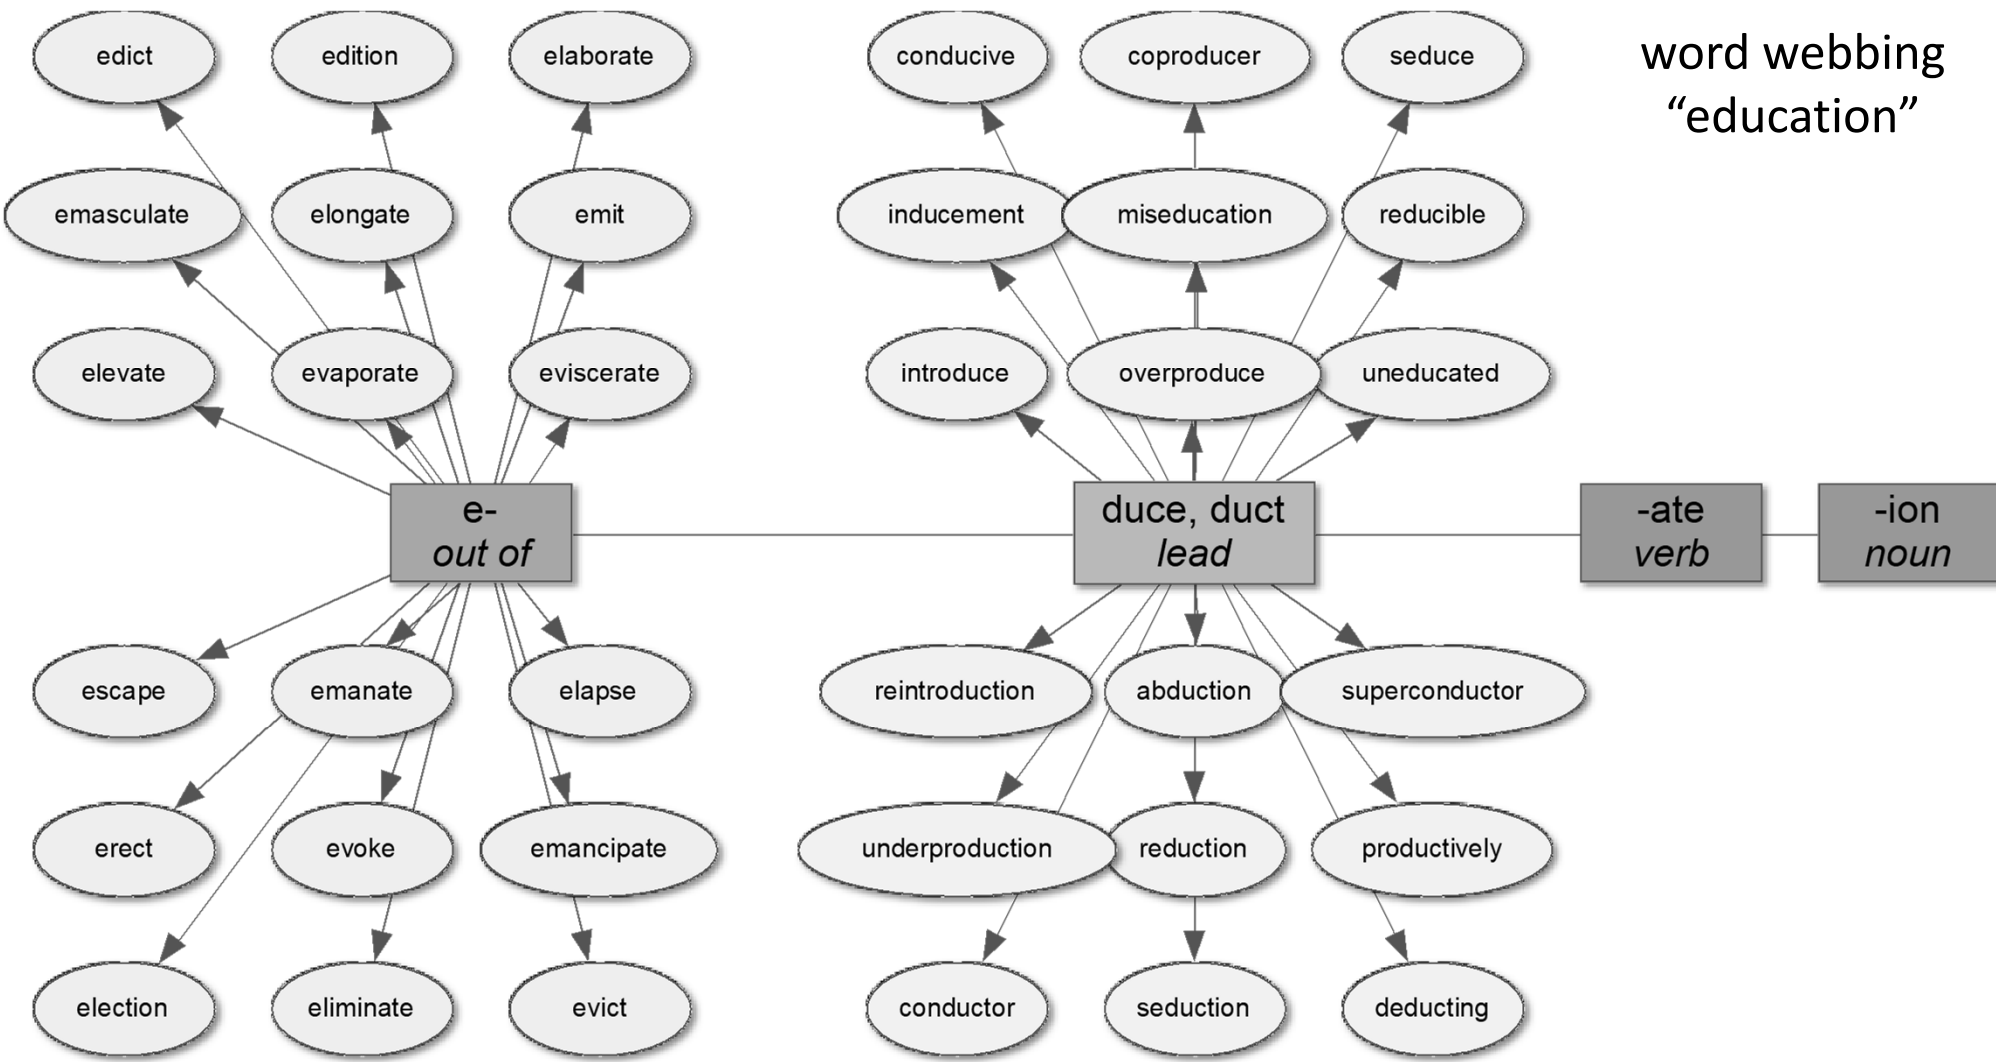 word webbing
“education”
edict
edition
elaborate
conducive
coproducer
seduce
emasculate
elongate
emit
inducement
miseducation
reducible
elevate
evaporate
eviscerate
introduce
overproduce
uneducated
e-
out of
duce, duct
lead
-ate
verb
-ion
noun
escape
emanate
elapse
reintroduction
abduction
superconductor
erect
evoke
emancipate
underproduction
reduction
productively
election
eliminate
evict
conductor
seduction
deducting